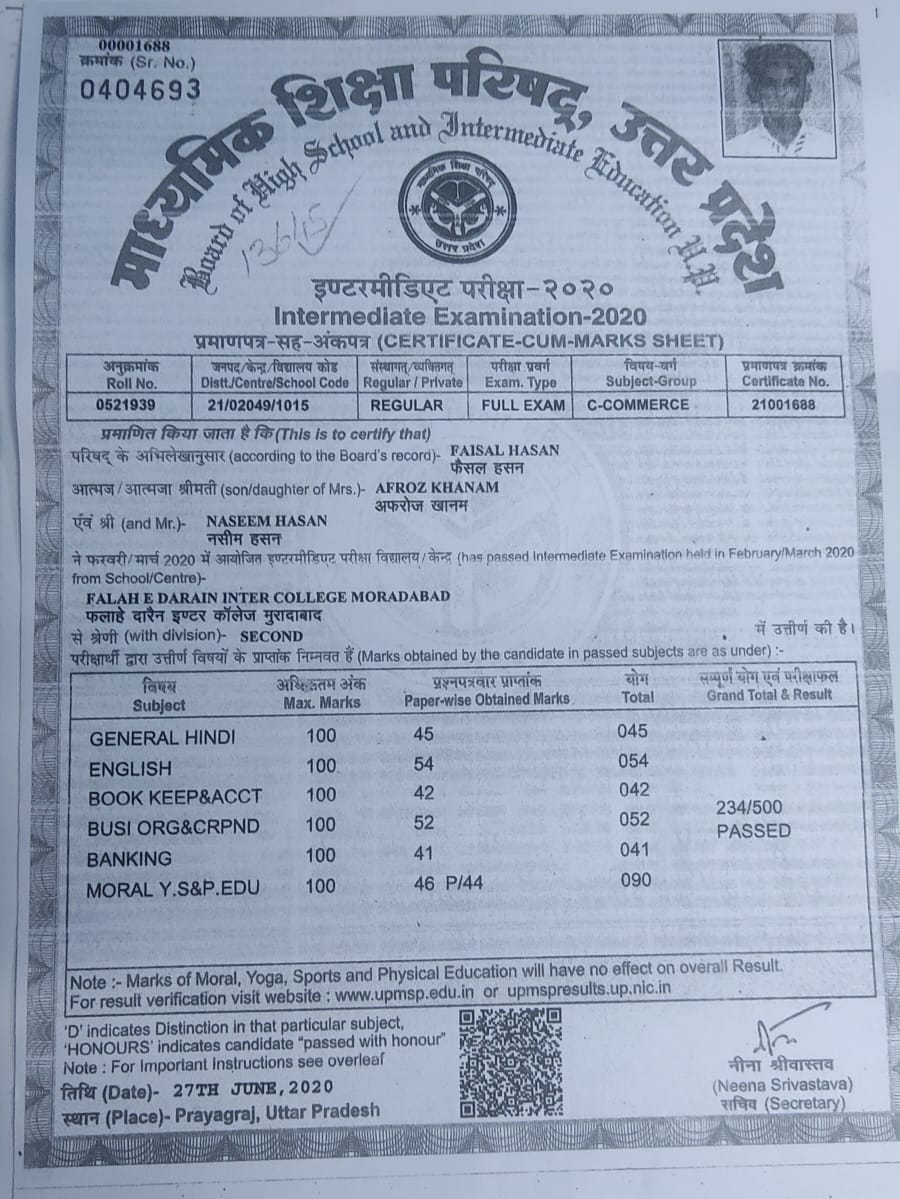 00001688
क्रमांक (Sr. No.)
0404693
माध्यमिक शिक्षा परिषद्, उत्तर प्रदेश
Board of High School and Intermediate Education U.P.
माध्यमिक शिक्षा परिषद
उत्तर प्रदेश
13615
इण्टरमीडिएट परीक्षा-२०२०
Intermediate Examination-2020
प्रमाणपत्र-सह-अंकपत्र (CERTIFICATE-CUM-MARKS SHEET)
अनुक्रमांक जनपद/केन्द्र/विद्यालय कोड संस्थागत/व्यक्तिगत परीक्षा प्रवर्ग विषय-वर्ग प्रमाणपत्र क्रमांक
Roll No. Distt./Centre/School Code Regular / Private Exam. Type Subject-Group Certificate No.
0521939 21/02049/1015 REGULAR FULL EXAM C-COMMERCE 21001688
प्रमाणित किया जाता है कि (This is to certify that)
परिषद् के अभिलेखानुसार (according to the Board's record)- FAISAL HASAN
फैसल हसन
आत्मज/आत्मजा श्रीमती (son/daughter of Mrs.)- AFROZ KHANAM
अफरोज खानम
एंवं श्री (and Mr.)- NASEEM HASAN
नसीम हसन
ने फरवरी/मार्च 2020 में आयोजित इण्टरमीडिएट परीक्षा विद्यालय/केन्द्र (has passed Intermediate Examination held in February/March 2020
from School/Centre)-
FALAH E DARAIN INTER COLLEGE MORADABAD
फलाहे दारैन इण्टर कॉलेज मुरादाबाद
से श्रेणी (with division)- SECOND में उत्तीर्ण की है।
परीक्षार्थी द्वारा उत्तीर्ण विषयों के प्राप्तांक निम्नवत हैं (Marks obtained by the candidate in passed subjects are as under) :-
विषय अधिकतम अंक प्रश्नपत्रवार प्राप्तांक योग सम्पूर्ण योग एवं परीक्षाफल
Subject Max. Marks Paper-wise Obtained Marks Total Grand Total & Result
GENERAL HINDI 100 45 045
ENGLISH 100 54 054
BOOK KEEP&ACCT 100 42 042
234/500
BUSI ORG&CRPND 100 52 052
PASSED
BANKING 100 41 041
MORAL Y.S&P.EDU 100 46 P/44 090
Note :- Marks of Moral, Yoga, Sports and Physical Education will have no effect on overall Result.
For result verification visit website : www.upmsp.edu.in or upmspresults.up.nic.in
'D' indicates Distinction in that particular subject,
'HONOURS' indicates candidate "passed with honour"
Note : For Important Instructions see overleaf
तिथि (Date)- 27TH JUNE, 2020
स्थान (Place)- Prayagraj, Uttar Pradesh
नीना श्रीवास्तव
(Neena Srivastava)
सचिव (Secretary)